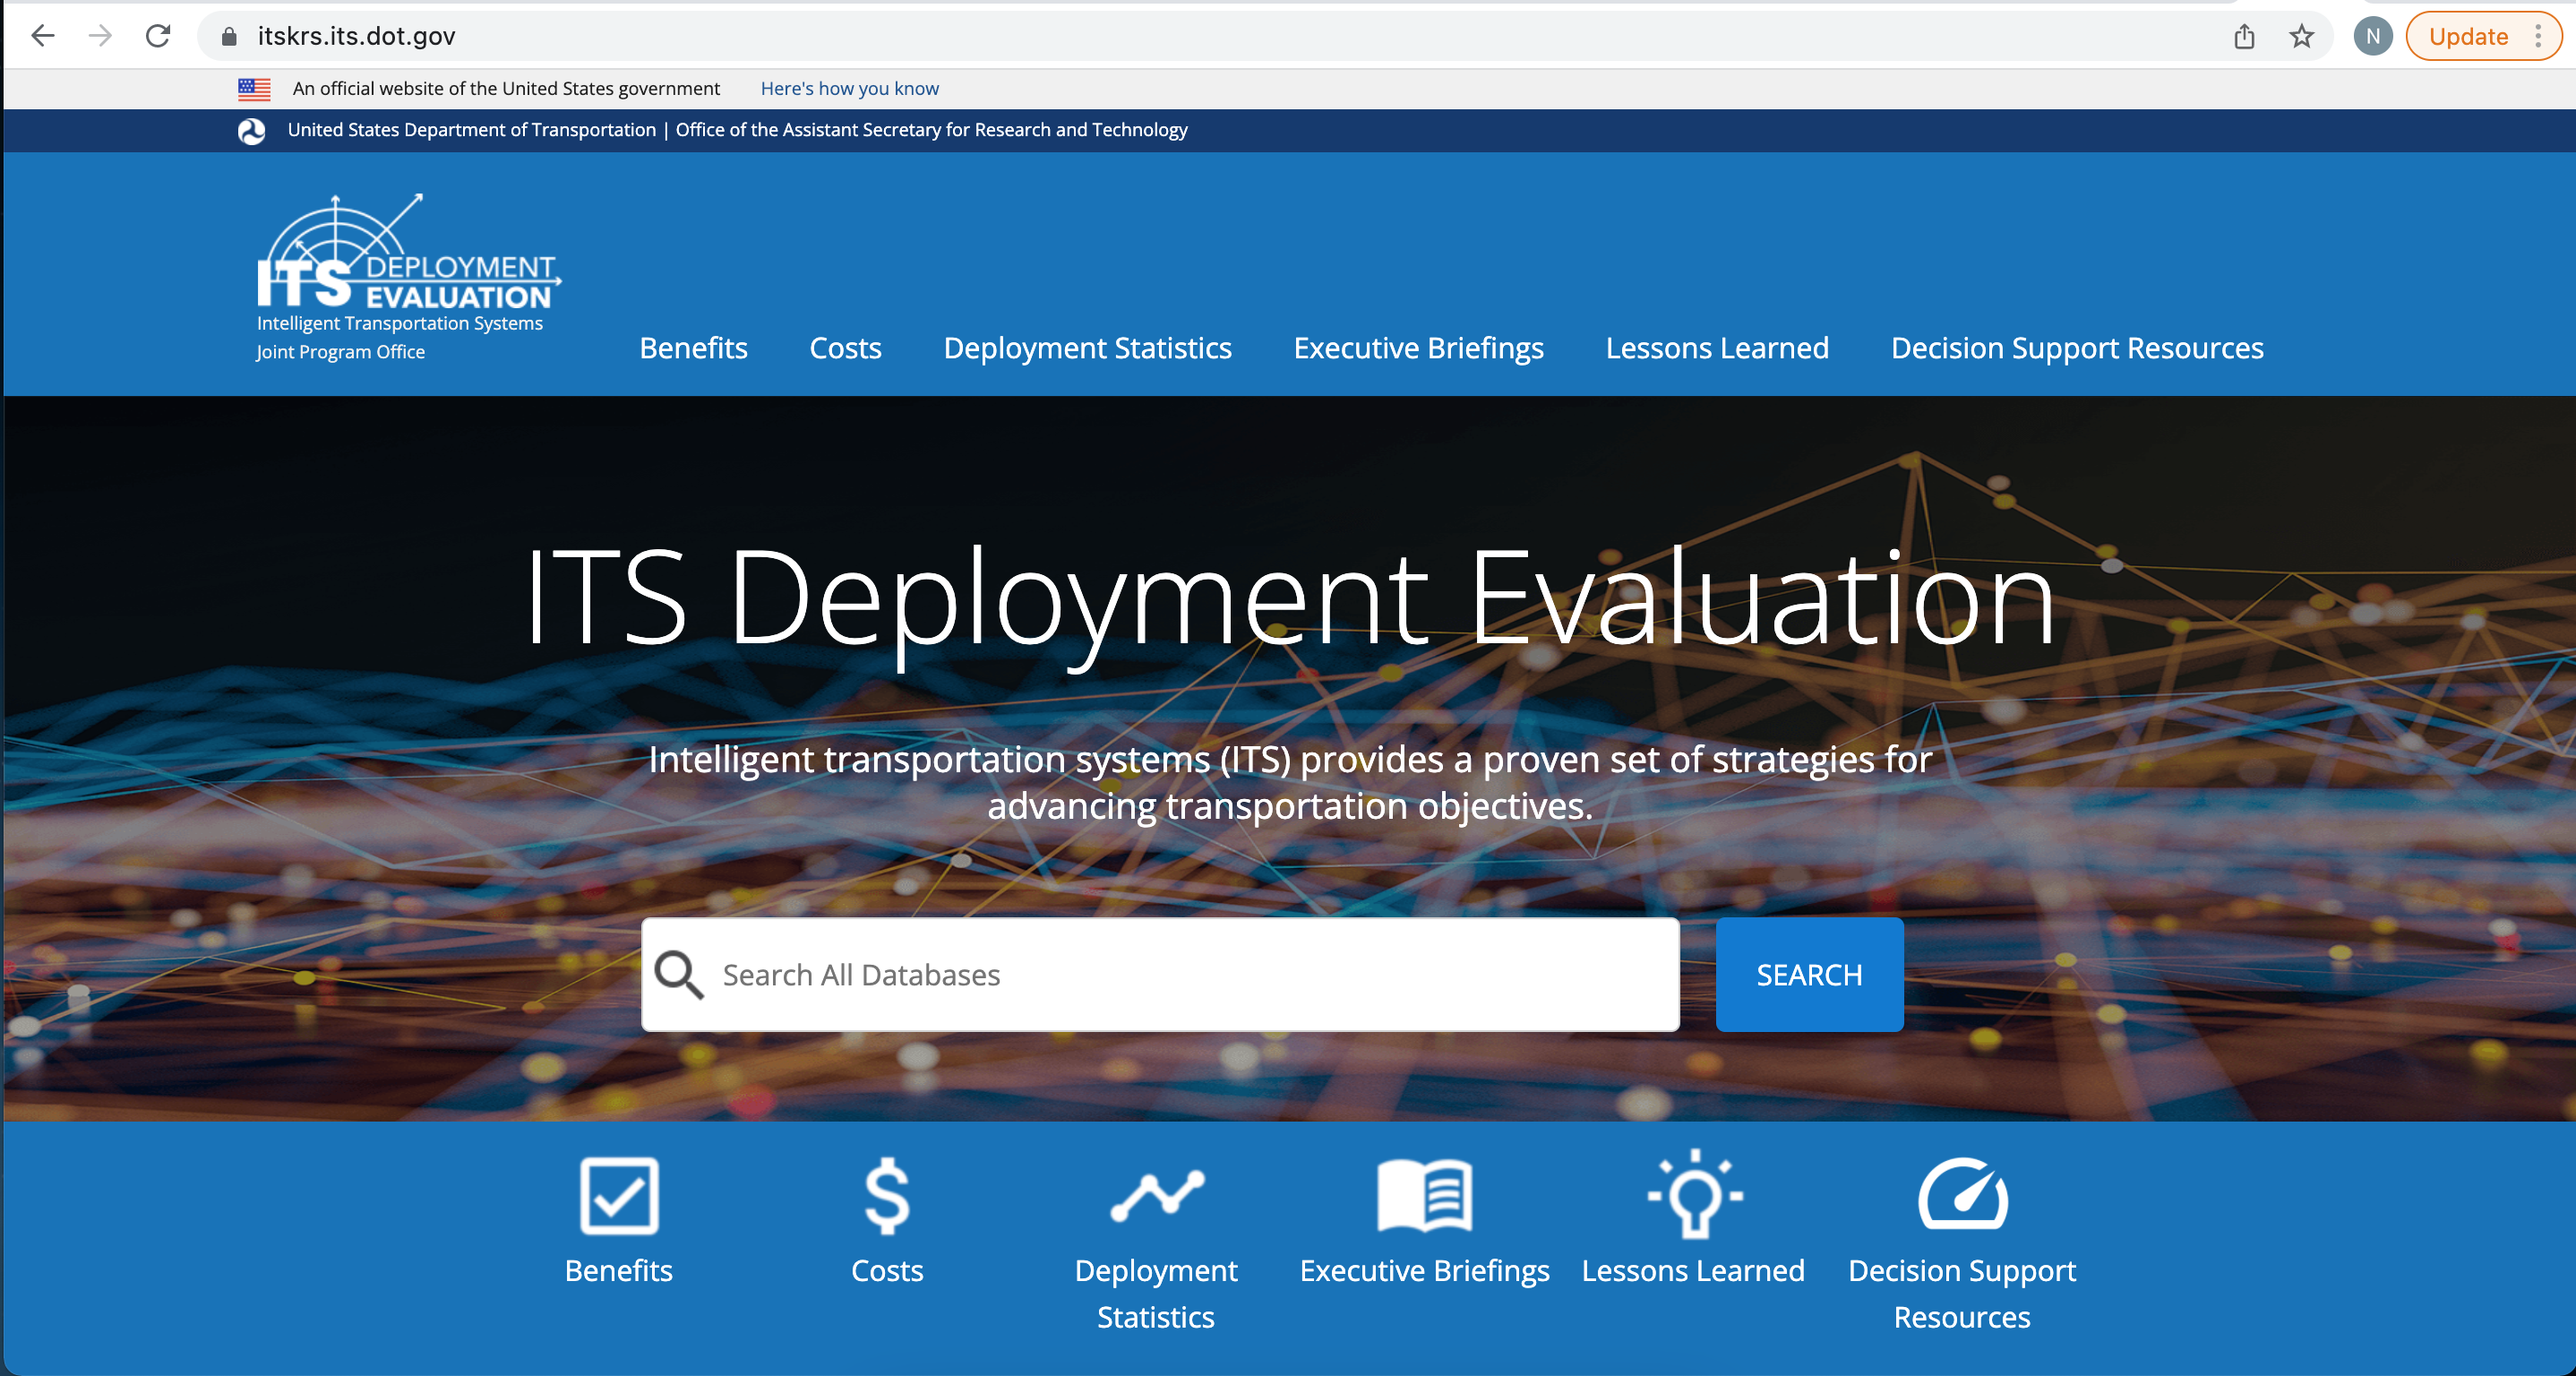 itskrs.its.dot.gov
N
Update
An official website of the United States government Here's how you know
United States Department of Transportation | Office of the Assistant Secretary for Research and Technology
ITS DEPLOYMENT EVALUATION
Intelligent Transportation Systems
Joint Program Office
Benefits Costs Deployment Statistics Executive Briefings Lessons Learned Decision Support Resources
ITS Deployment Evaluation
Intelligent transportation systems (ITS) provides a proven set of strategies for
advancing transportation objectives.
Search All Databases SEARCH
Benefits
Costs
Deployment
Statistics
Executive Briefings
Lessons Learned
Decision Support
Resources